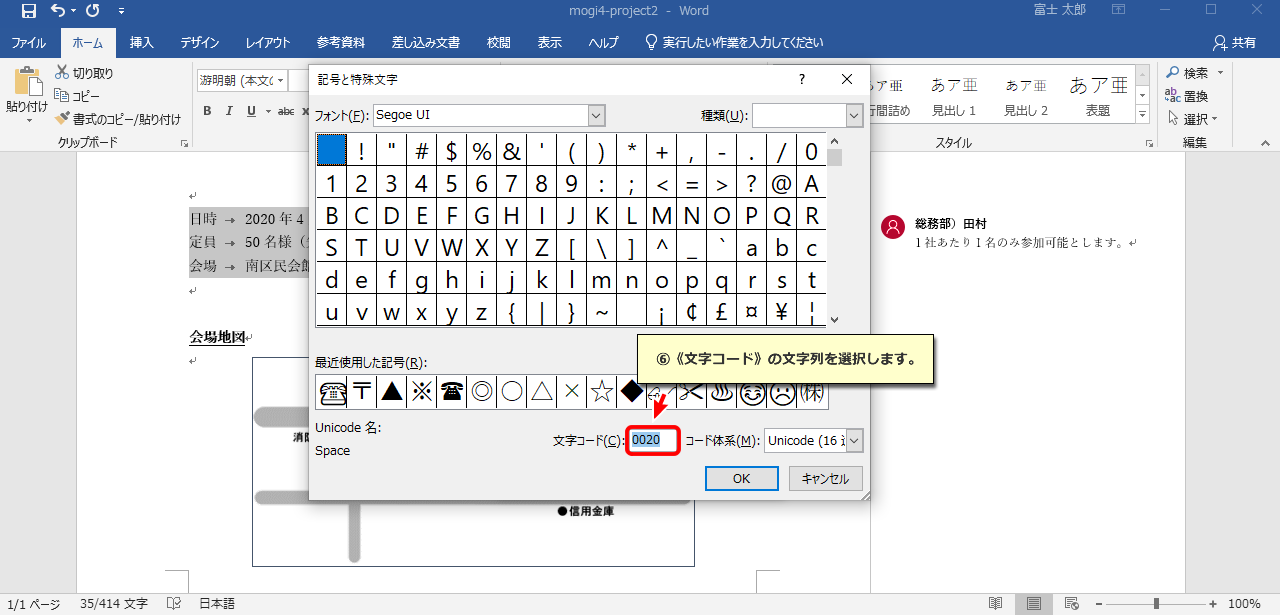 mogi4-project2 - Word
富士 太郎
ファイル ホーム 挿入 デザイン レイアウト 参考資料 差し込み文書 校閲 表示 ヘルプ 実行したい作業を入力してください 共有
切り取り
コピー
書式のコピー/貼り付け
貼り付け
クリップボード
游明朝 (本文
B I U abc
記号と特殊文字
? ×
フォント(F): Segoe UI 種類(U):
! " # $ % & ' ( ) * + , - . / 0
1 2 3 4 5 6 7 8 9 : ; < = > ? @ A
B C D E F G H I J K L M N O P Q R
S T U V W X Y Z [ \ ] ^ _ ` a b c
d e f g h i j k l m n o p q r s t
u v w x y z { | } ~ ¡ ¢ £ ¤ ¥ ¦
最近使用した記号(R):
☏ 〒 ▲ ※ ☎ ◎ ○ △ × ☆ ◆ ♨ ㈱
⑥《文字コード》の文字列を選択します。
Unicode 名:
Space
文字コード(C): 0020 コード体系(M): Unicode (16
OK キャンセル
あア亜 あア亜 あア亜 あア亜
行間詰め 見出し 1 見出し 2 表題
スタイル
検索
置換
選択
編集
日時 → 2020 年 4
定員 → 50 名様
会場 → 南区民会館
総務部）田村
1 社あたり 1 名のみ参加可能とします。
会場地図
消防
●信用金庫
1/1 ページ 35/414 文字 日本語 100%